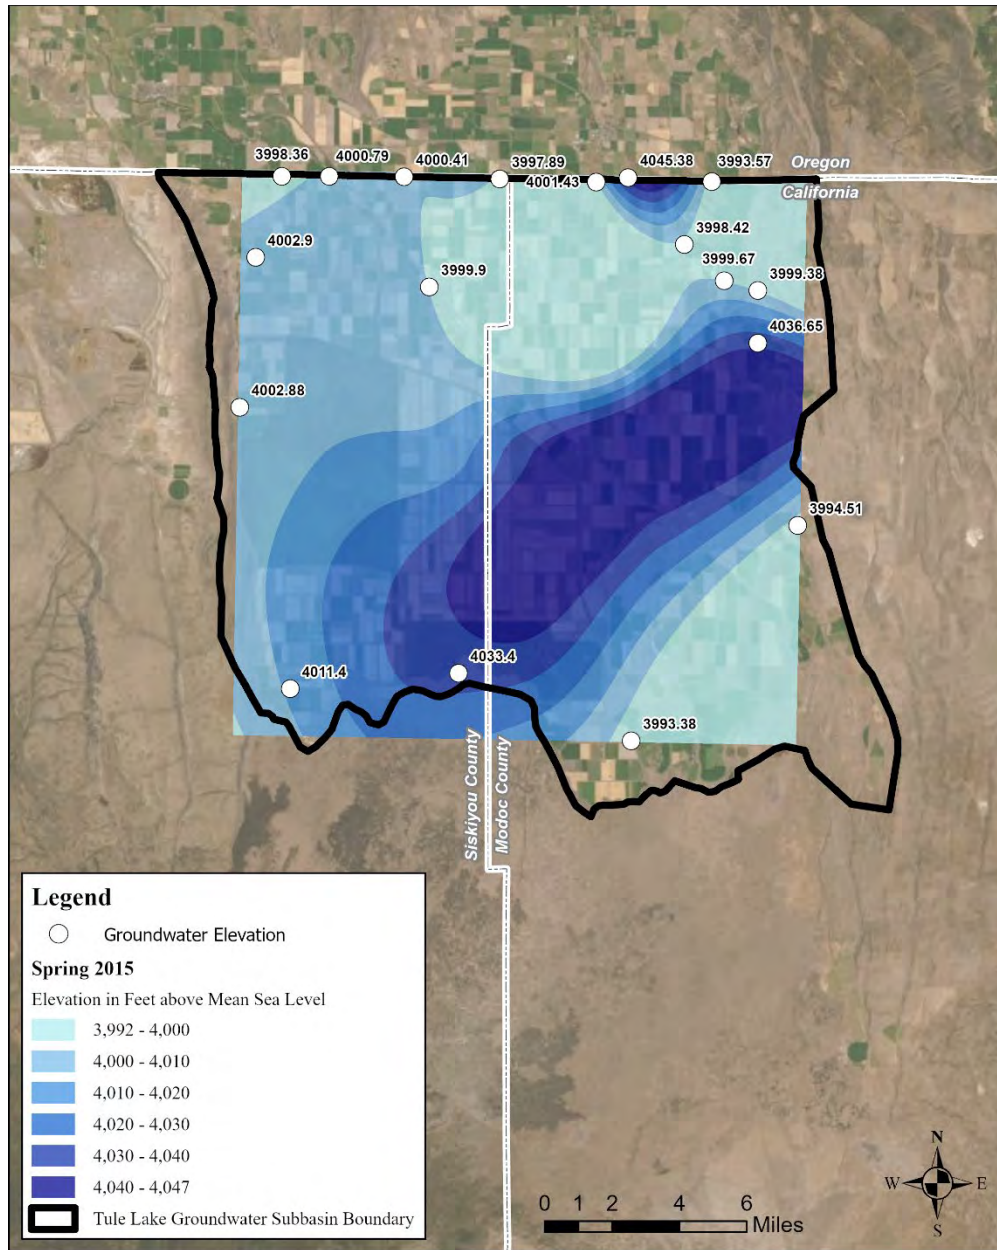 3998.36
4000.79
4000.41
3997.89
4045.38
3993.57
Oregon
4001.43
California
3998.42
4002.9
3999.67
3999.9
3999.38
4036.65
4002.88
3994.51
4033.4
4011.4
3993.38
Siskiyou County
Modoc County
Legend
Groundwater Elevation
Spring 2015
Elevation in Feet above Mean Sea Level
3,992 - 4,000
4,000 - 4,010
4,010 - 4,020
4,020 - 4,030
4,030 - 4,040
4,040 - 4,047
Tule Lake Groundwater Subbasin Boundary
N
W E
S
0 1 2 4 6
Miles